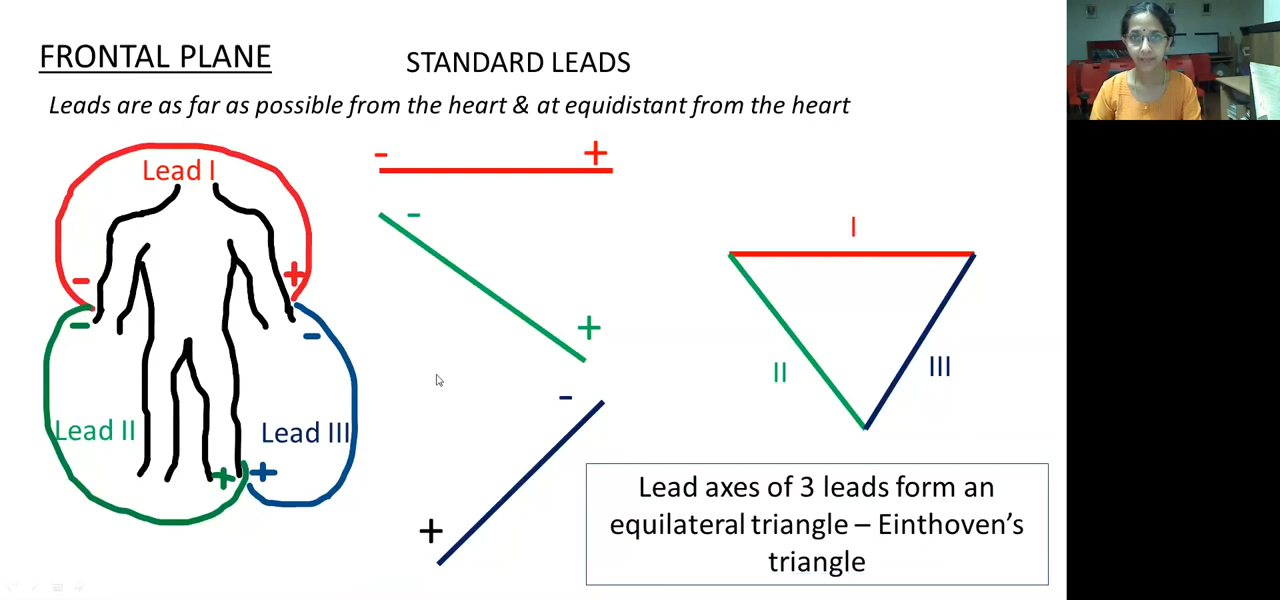 FRONTAL PLANE
STANDARD LEADS
Leads are as far as possible from the heart & at equidistant from the heart
Lead I
- +
- +
- +
- -
+ +
Lead II
Lead III
- +
- +
-
+
I
II
III
Lead axes of 3 leads form an
equilateral triangle – Einthoven's
triangle